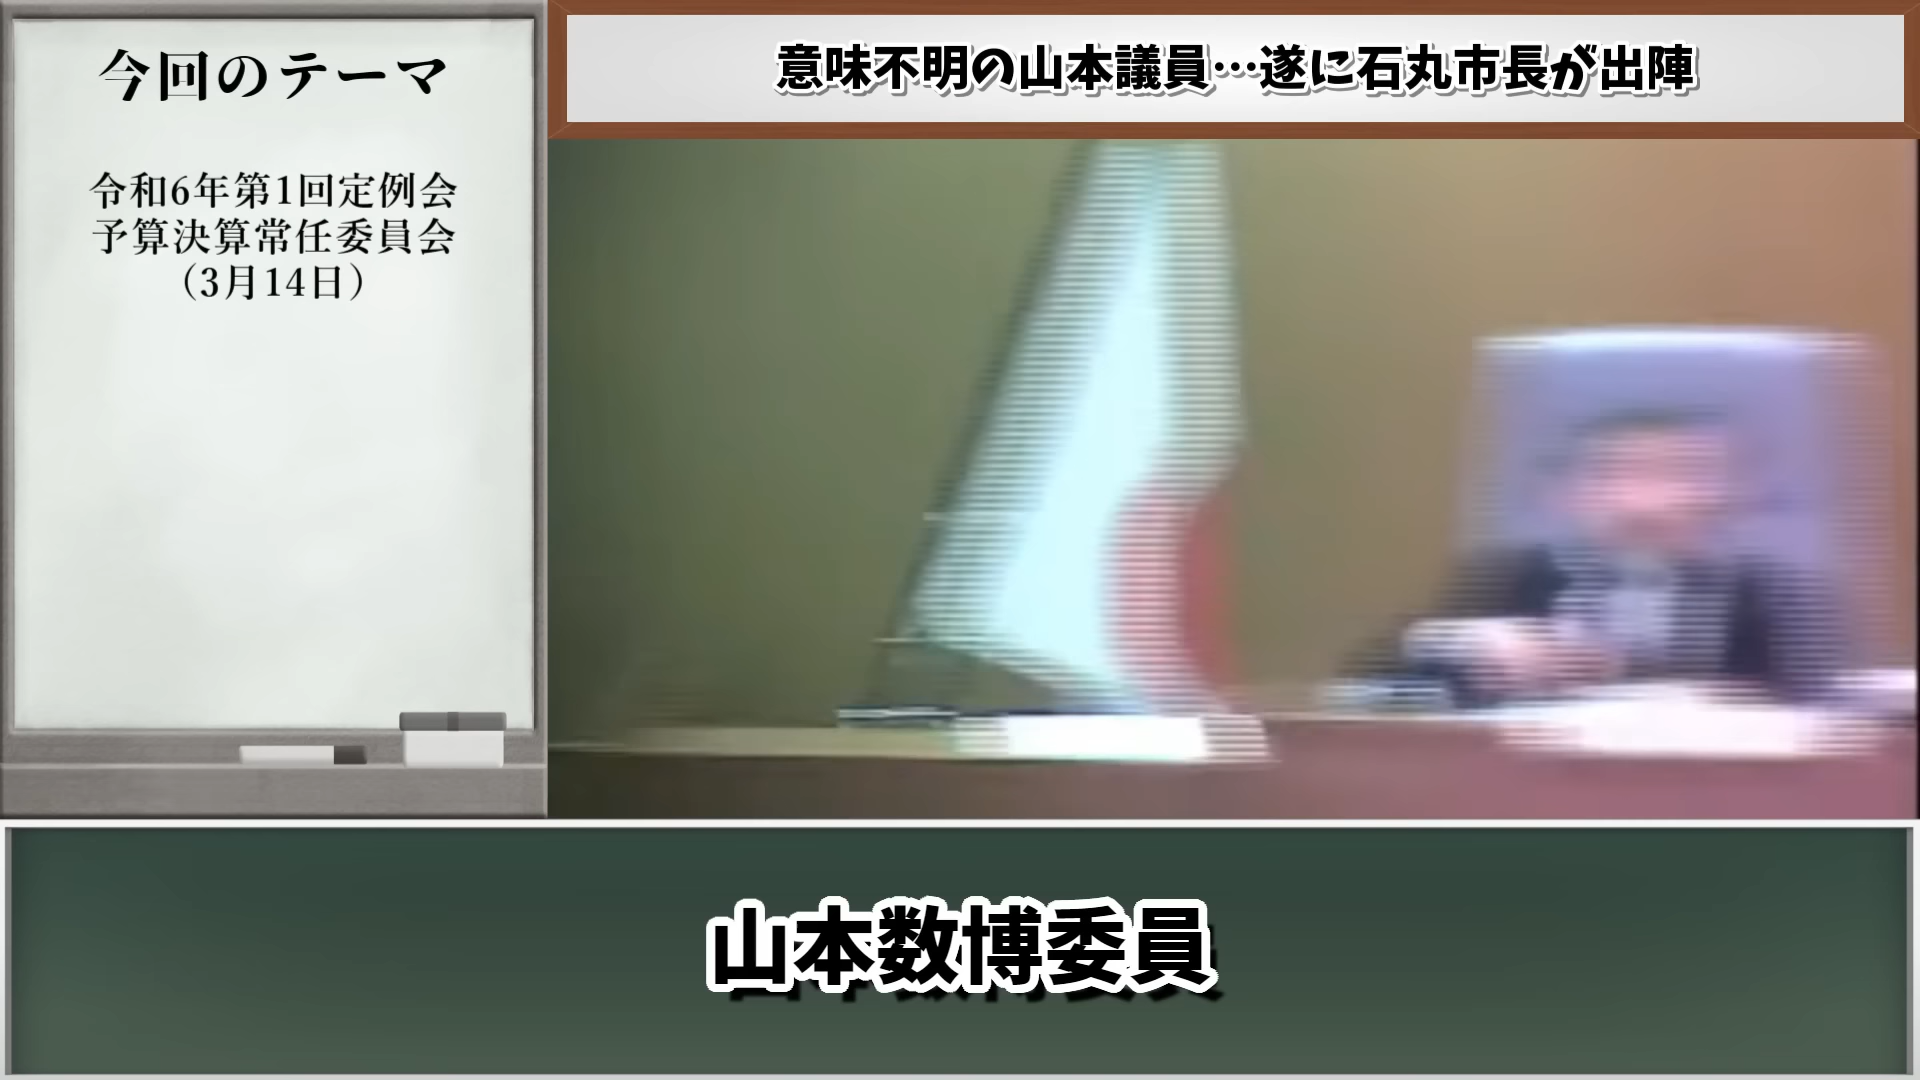 今回のテーマ
令和6年第1回定例会
予算決算常任委員会
（3月14日）
意味不明の山本議員…遂に石丸市長が出陣
山本数博委員